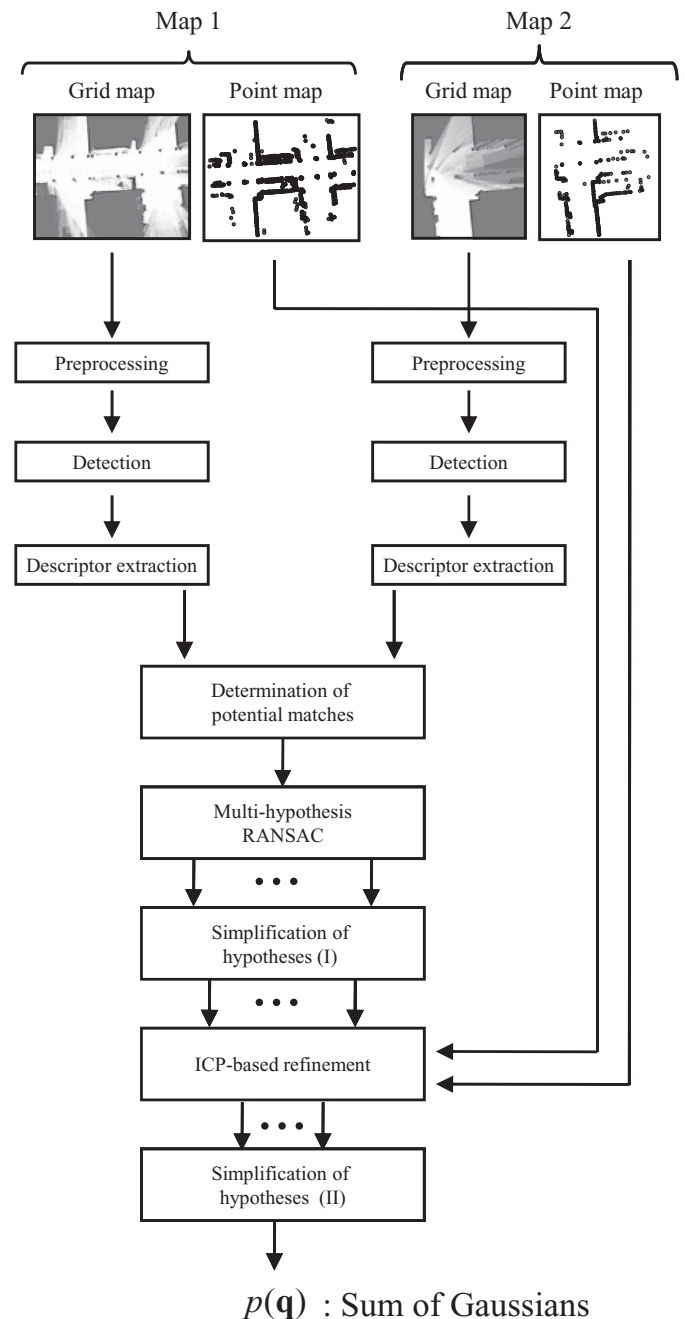 Map 1
Map 2
Grid map
Point map
Grid map
Point map
Preprocessing
Preprocessing
Detection
Detection
Descriptor extraction
Descriptor extraction
Determination of
potential matches
Multi-hypothesis
RANSAC
• • •
Simplification of
hypotheses (I)
• • •
ICP-based refinement
• • •
Simplification of
hypotheses (II)
p(q) : Sum of Gaussians